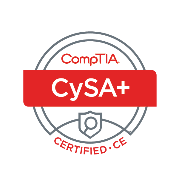 CompTIA.
CySA+
CERTIFIED • CE